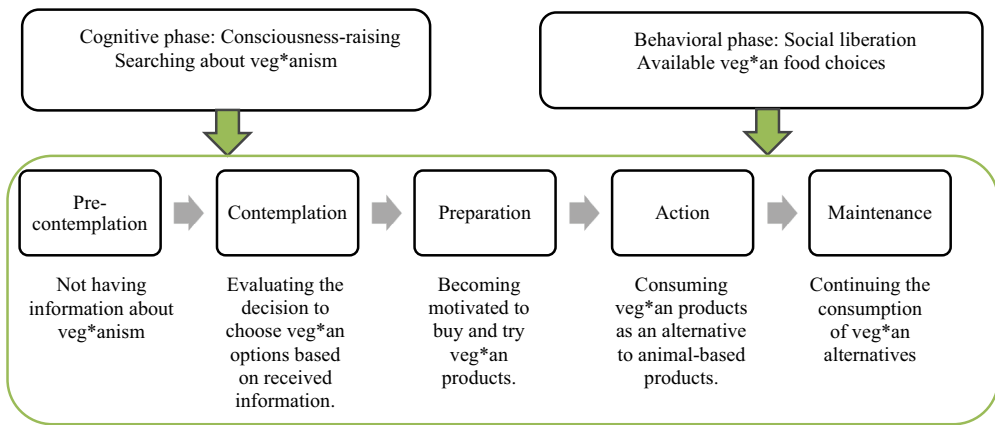 Cognitive phase: Consciousness-raising
Searching about veg*anism
Behavioral phase: Social liberation
Available veg*an food choices
Pre-
contemplation
Contemplation
Preparation
Action
Maintenance
Not having
information about
veg*anism
Evaluating the
decision to
choose veg*an
options based
on received
information.
Becoming
motivated to
buy and try
veg*an
products.
Consuming
veg*an products
as an alternative
to animal-based
products.
Continuing the
consumption
of veg*an
alternatives